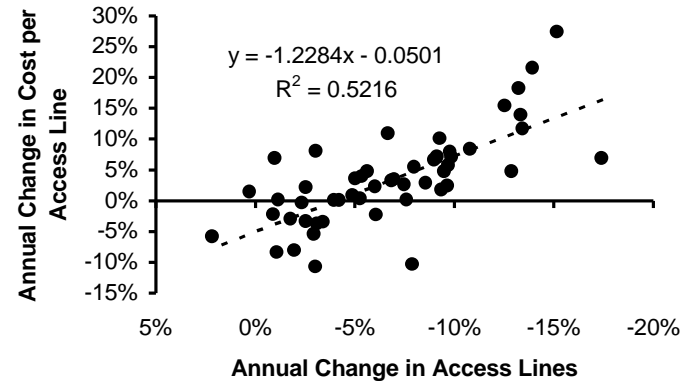 Annual Change in Cost per
Access Line
30%
25%
20%
15%
10%
5%
0%
-5%
-10%
-15%
y = -1.2284x - 0.0501
R² = 0.5216
5% 0% -5% -10% -15% -20%
Annual Change in Access Lines